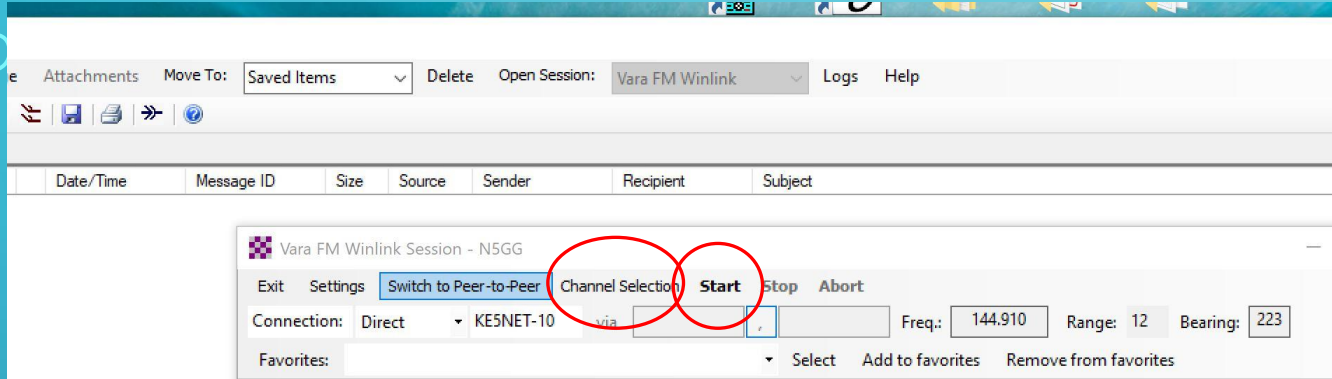 e Attachments Move To: Saved Items Delete Open Session: Vara FM Winlink Logs Help
Date/Time Message ID Size Source Sender Recipient Subject
Vara FM Winlink Session - N5GG
Exit Settings Switch to Peer-to-Peer Channel Selection Start Stop Abort
Connection: Direct KE5NET-10 via , Freq.: 144.910 Range: 12 Bearing: 223
Favorites: Select Add to favorites Remove from favorites